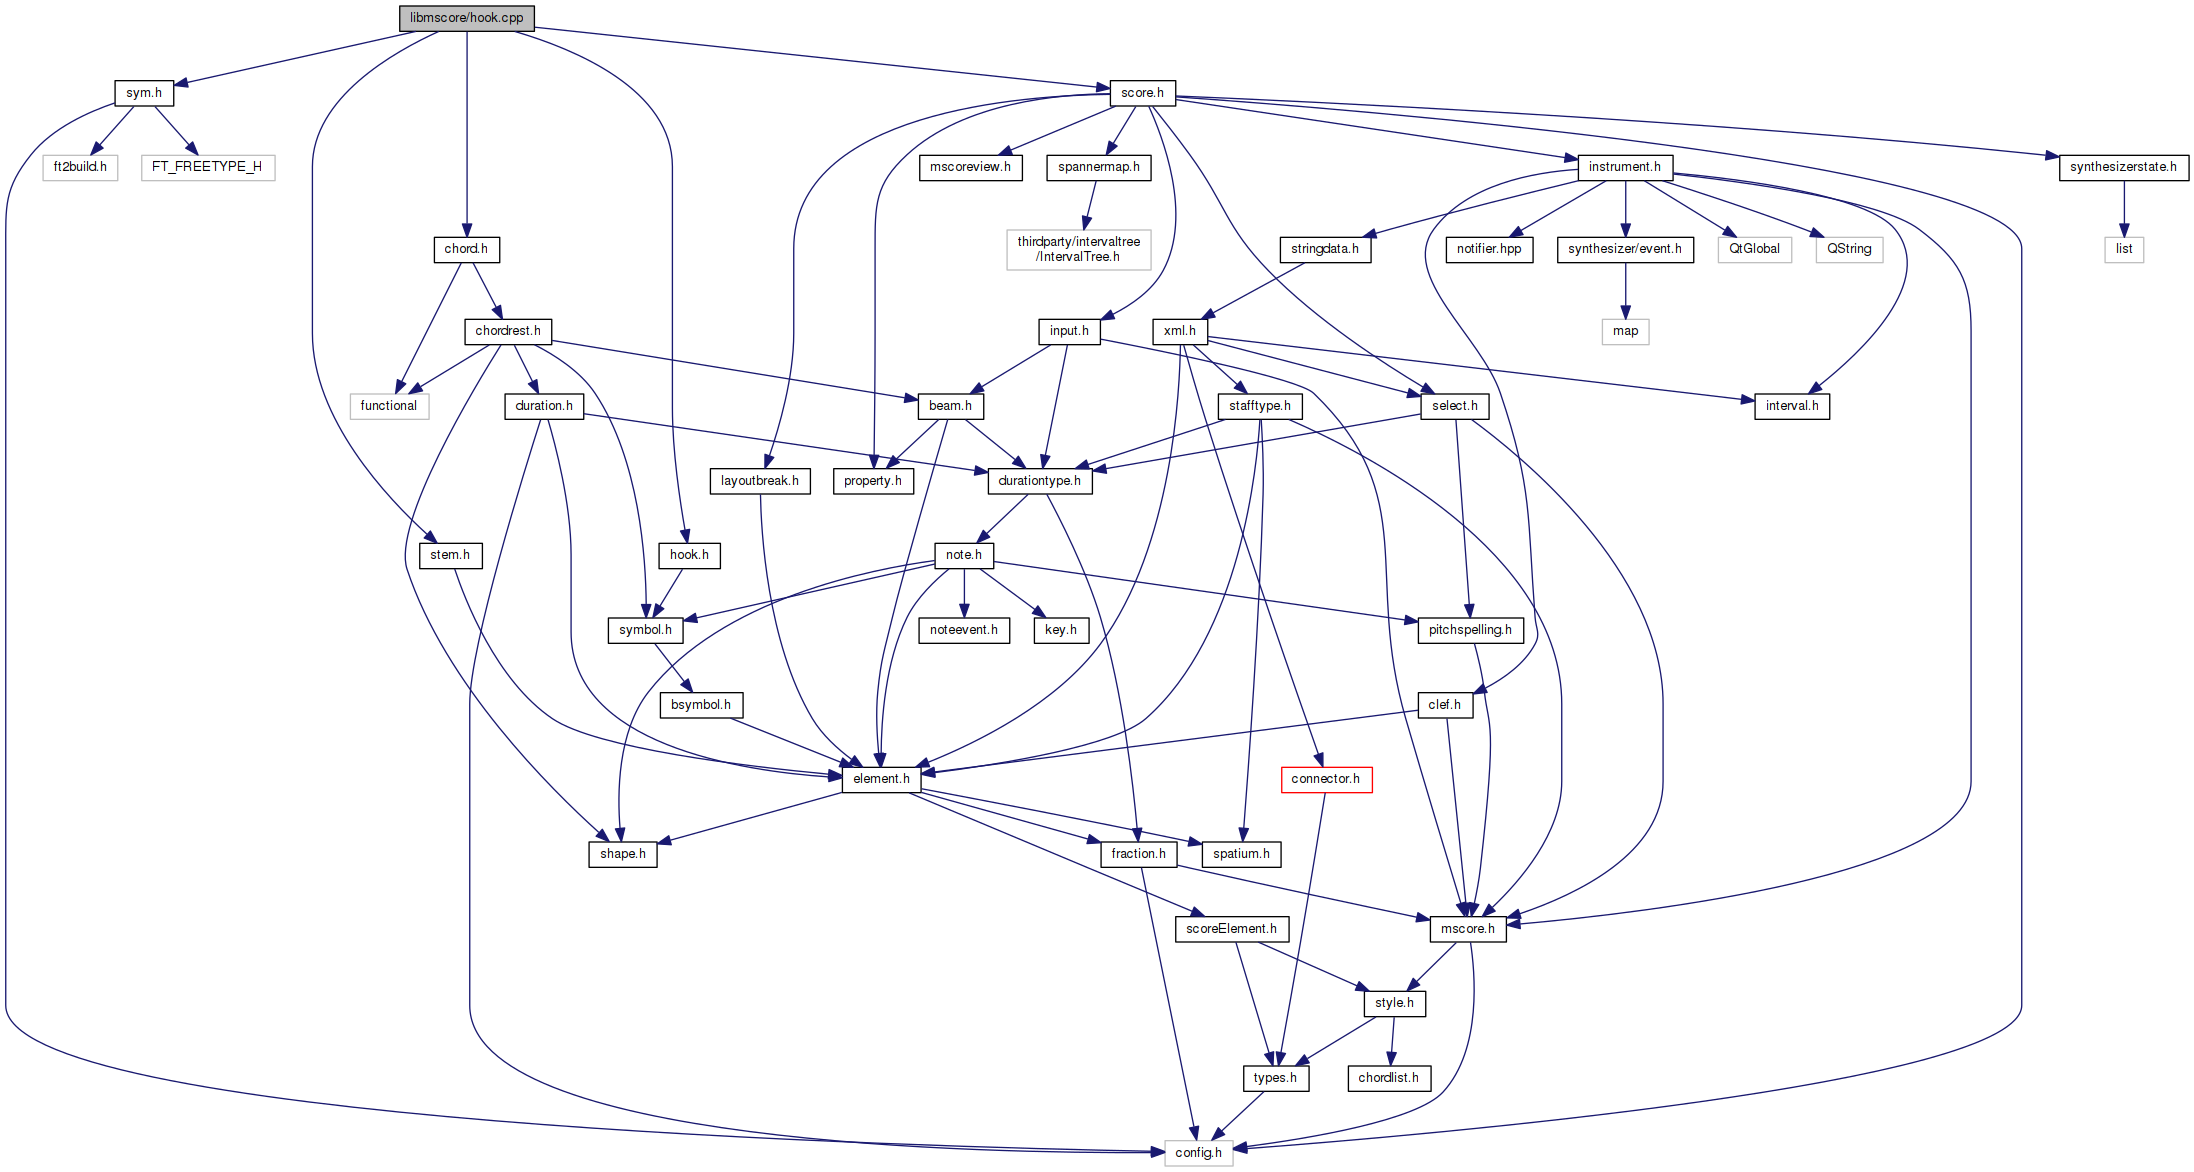 libmscore/hook.cpp
sym.h
score.h
ft2build.h
FT_FREETYPE_H
mscoreview.h
spannermap.h
instrument.h
synthesizerstate.h
chord.h
thirdparty/intervaltree
/IntervalTree.h
stringdata.h
notifier.hpp
synthesizer/event.h
QtGlobal
QString
list
chordrest.h
input.h
xml.h
map
functional
duration.h
beam.h
stafftype.h
select.h
interval.h
layoutbreak.h
property.h
durationtype.h
stem.h
hook.h
note.h
symbol.h
noteevent.h
key.h
pitchspelling.h
bsymbol.h
clef.h
element.h
connector.h
shape.h
fraction.h
spatium.h
scoreElement.h
mscore.h
style.h
types.h
chordlist.h
config.h